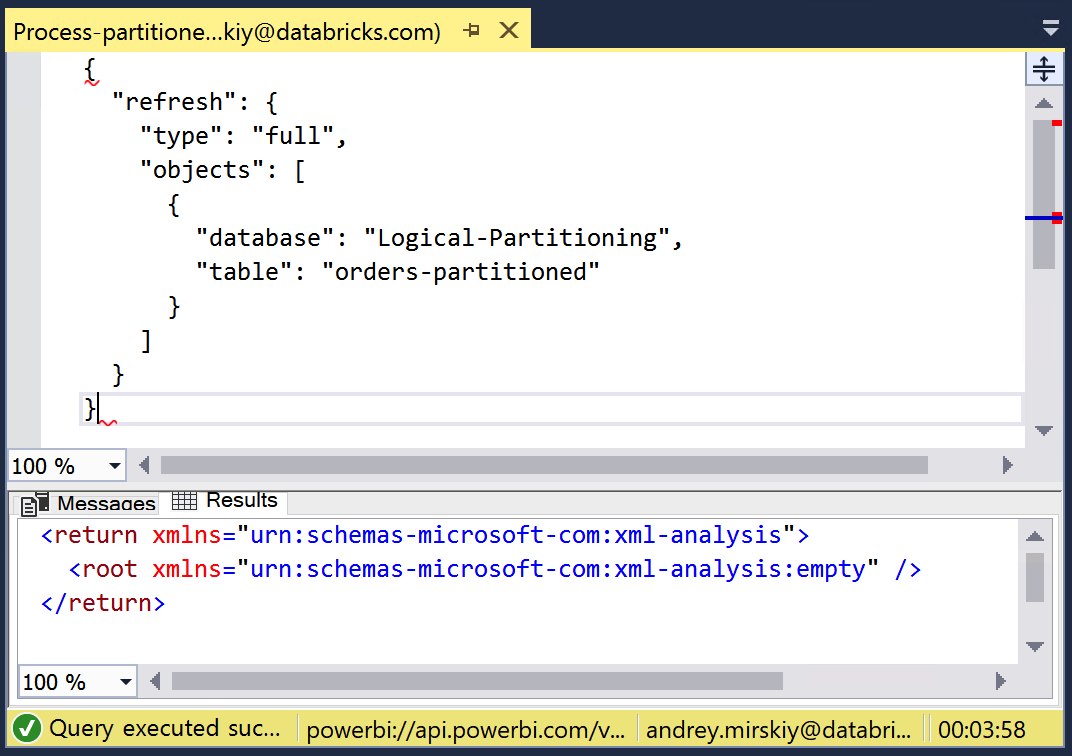 Process-partitione...kiy@databricks.com)
{
"refresh": {
"type": "full",
"objects": [
{
"database": "Logical-Partitioning",
"table": "orders-partitioned"
}
]
}
}
100 %
Messages Results
<return xmlns="urn:schemas-microsoft-com:xml-analysis">
<root xmlns="urn:schemas-microsoft-com:xml-analysis:empty" />
</return>
100 %
Query executed suc... powerbi://api.powerbi.com/v... andrey.mirskiy@databri... 00:03:58